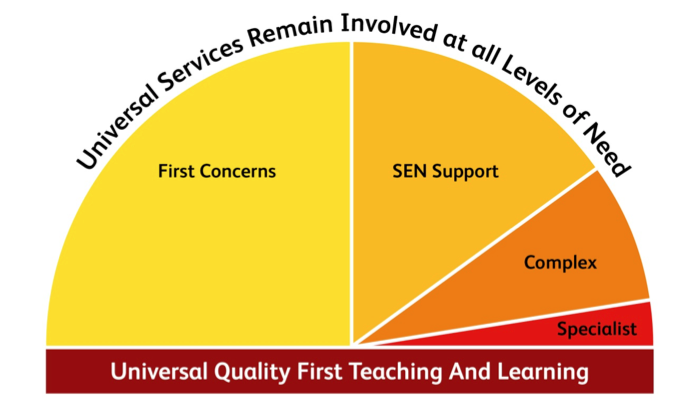 Universal Services Remain Involved at all Levels of Need
First Concerns
SEN Support
Complex
Specialist
Universal Quality First Teaching And Learning